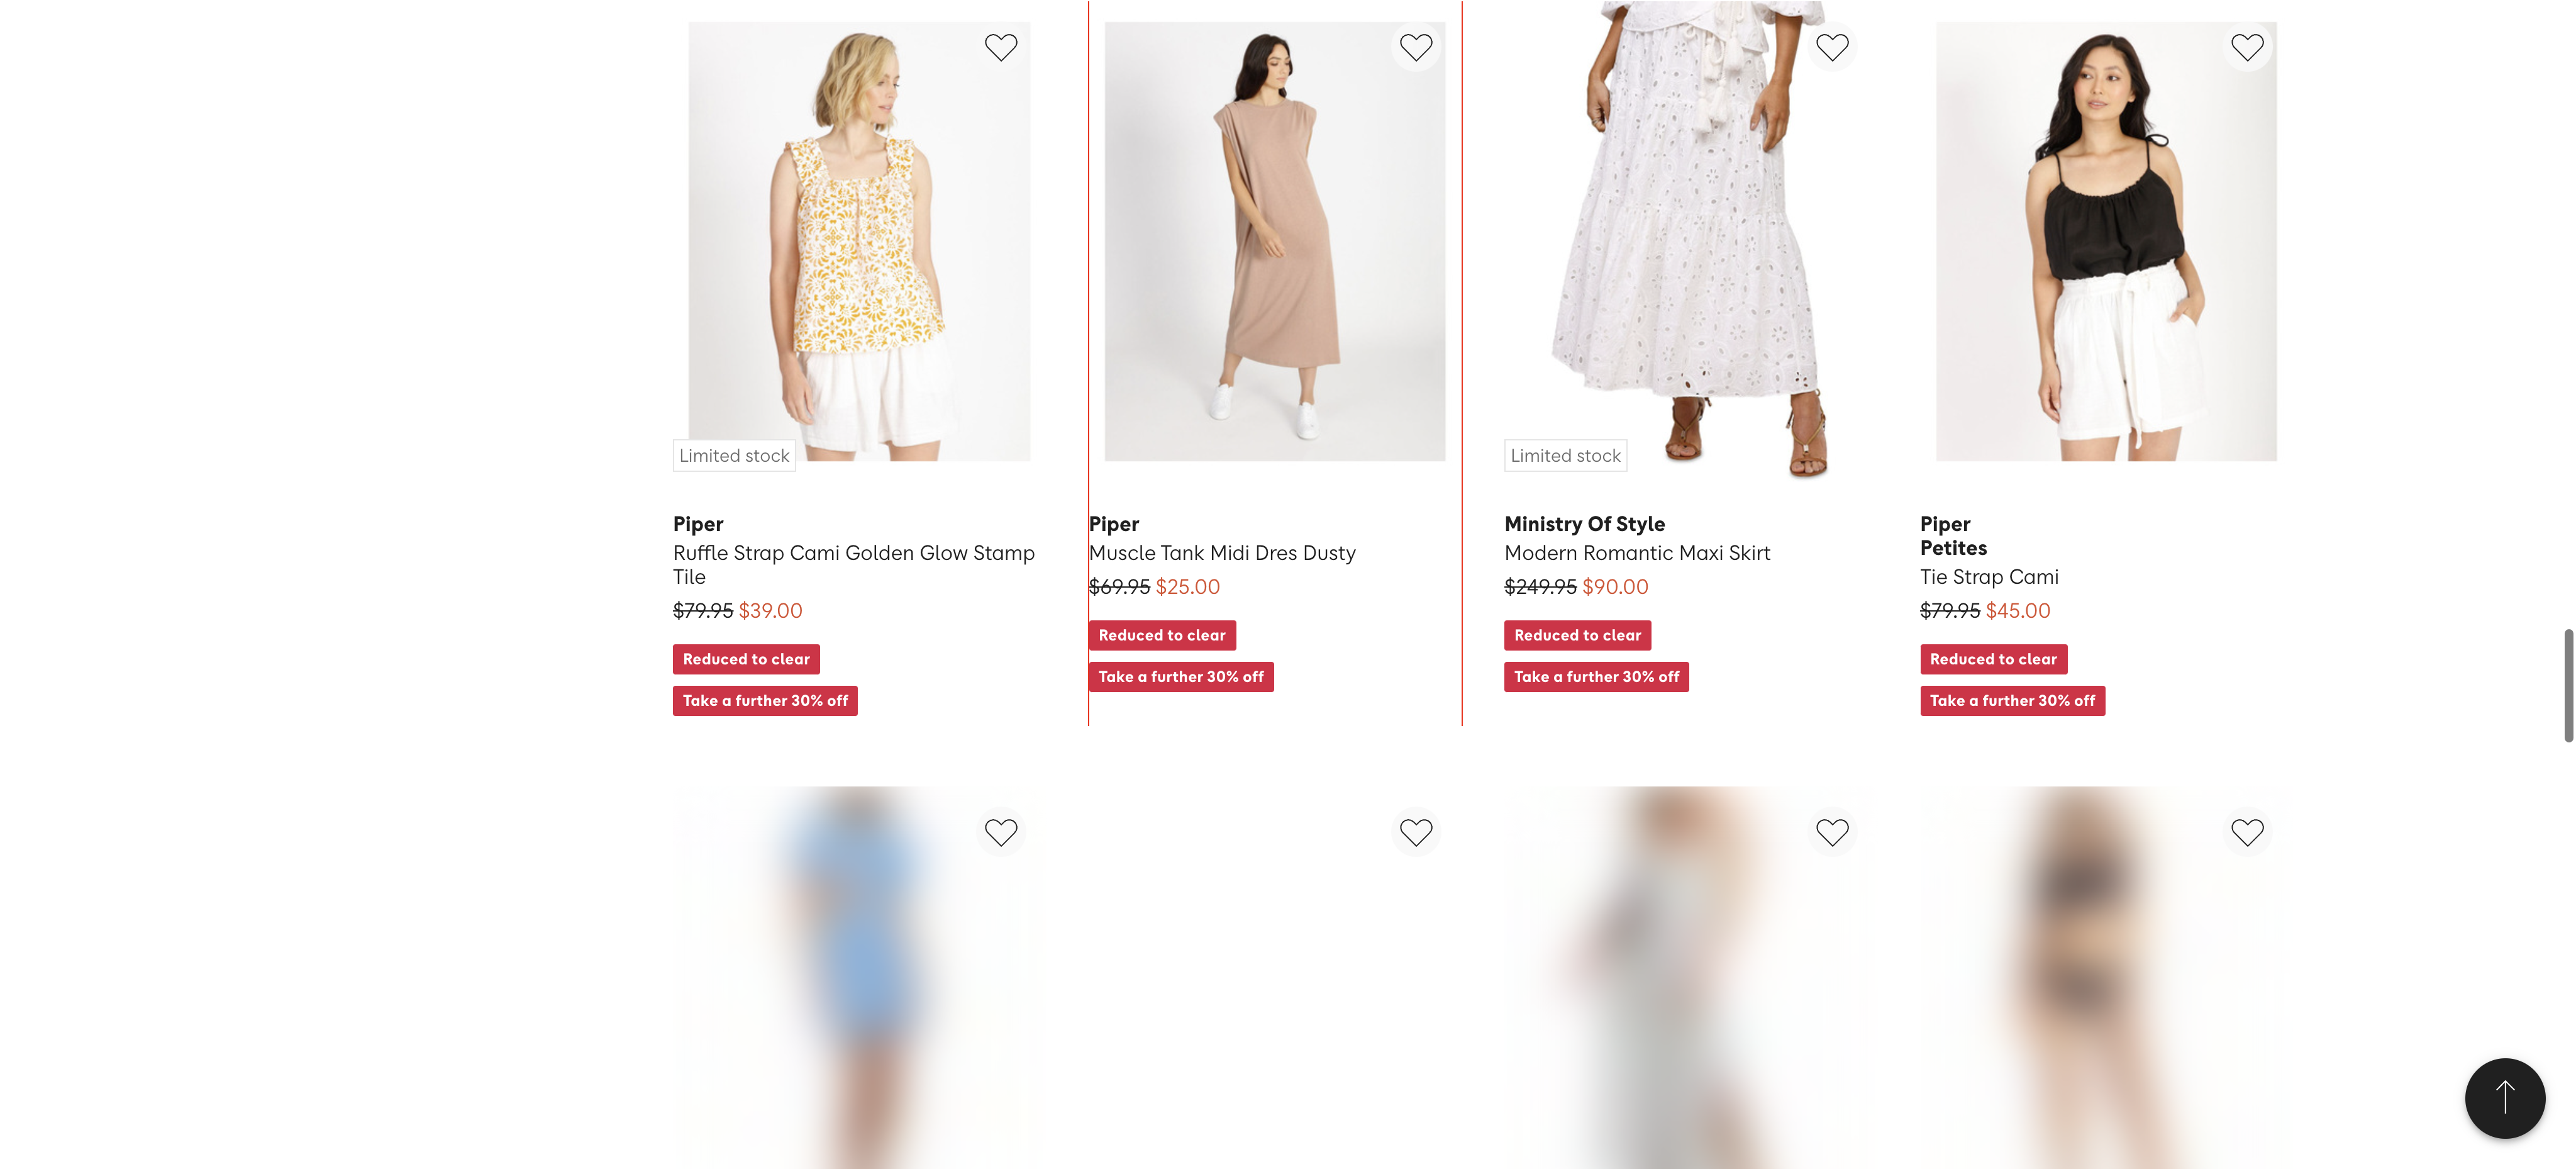 Limited stock
Piper
Ruffle Strap Cami Golden Glow Stamp
Tile
$79.95 $39.00
Reduced to clear
Take a further 30% off
Piper
Muscle Tank Midi Dres Dusty
$69.95 $25.00
Reduced to clear
Take a further 30% off
Limited stock
Ministry Of Style
Modern Romantic Maxi Skirt
$249.95 $90.00
Reduced to clear
Take a further 30% off
Piper
Petites
Tie Strap Cami
$79.95 $45.00
Reduced to clear
Take a further 30% off